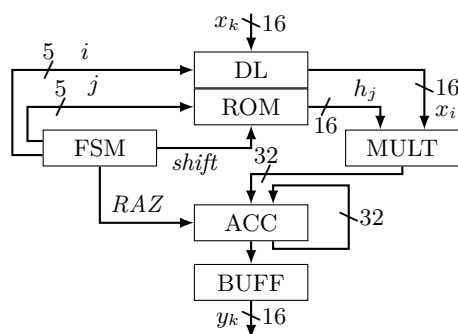 x_k 16
5 i DL
5 j ROM h_j 16
16 x_i
FSM shift MULT
32
RAZ ACC 32
BUFF
y_k 16